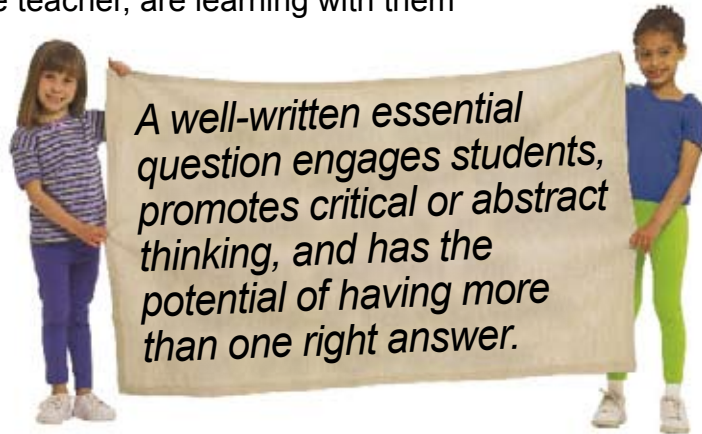 e teacher, are learning with them
A well-written essential
question engages students,
promotes critical or abstract
thinking, and has the
potential of having more
than one right answer.